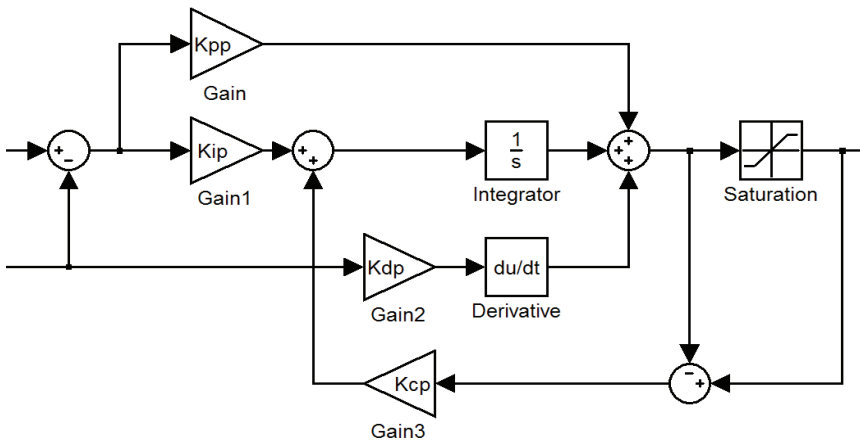 Kpp
Gain
+
−
Kip
Gain1
+
+
1
s
Integrator
+
+
+
Saturation
Kdp
Gain2
du/dt
Derivative
−
+
Kcp
Gain3